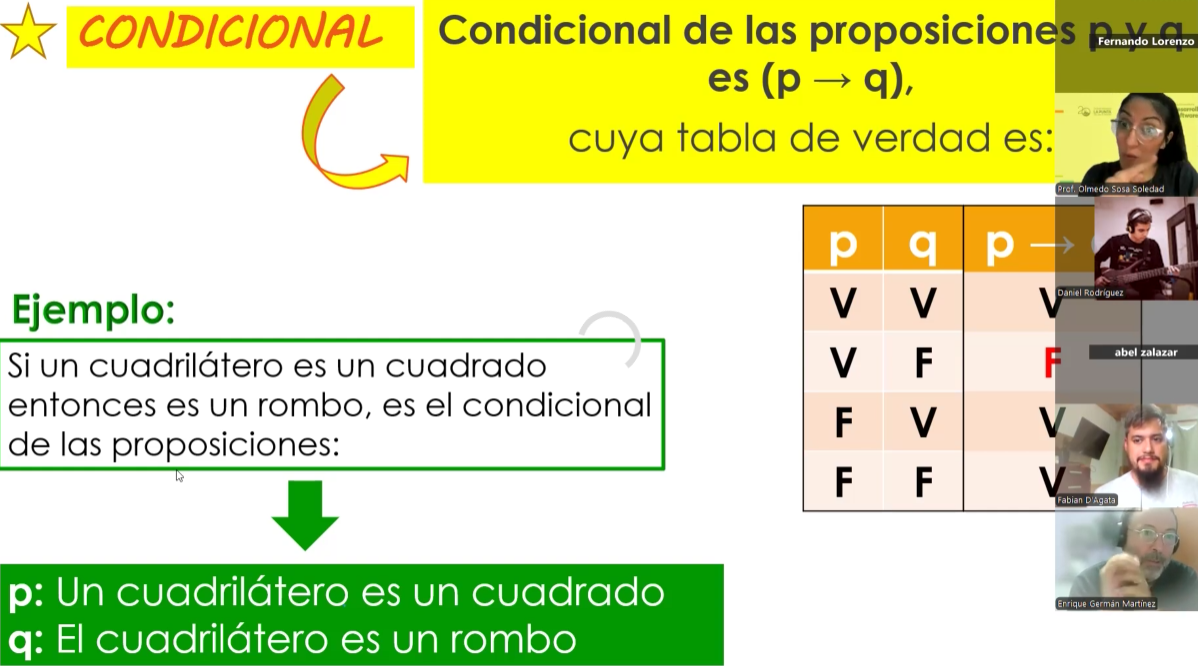 CONDICIONAL
Condicional de las proposiciones p y q
es (p → q),
cuya tabla de verdad es:
p q p →
V V V
V F F
F V V
F F V
Ejemplo:
Si un cuadrilátero es un cuadrado
entonces es un rombo, es el condicional
de las proposiciones:
p: Un cuadrilátero es un cuadrado
q: El cuadrilátero es un rombo
Fernando Lorenzo
Prof. Olmedo Sosa Soledad
Daniel Rodríguez
abel zalazar
Fabian D'Agata
Enrique Germán Martínez